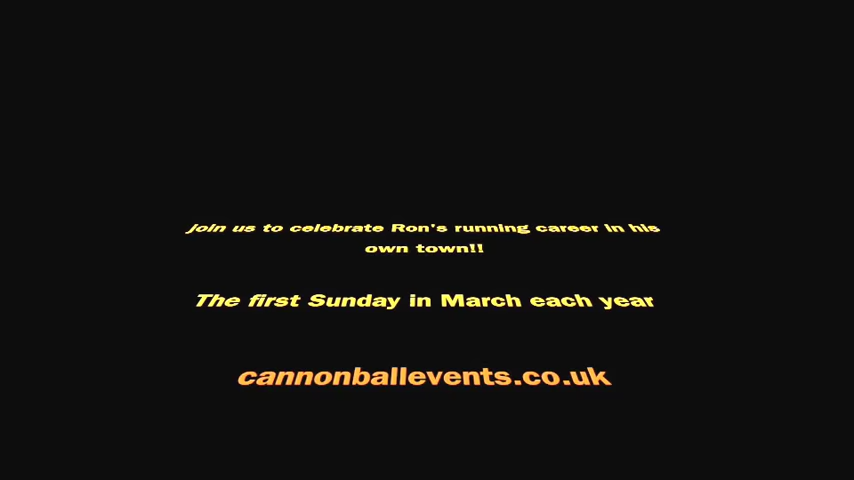 join us to celebrate Ron's running career in his
own town!!
The first Sunday in March each year
cannonballevents.co.uk